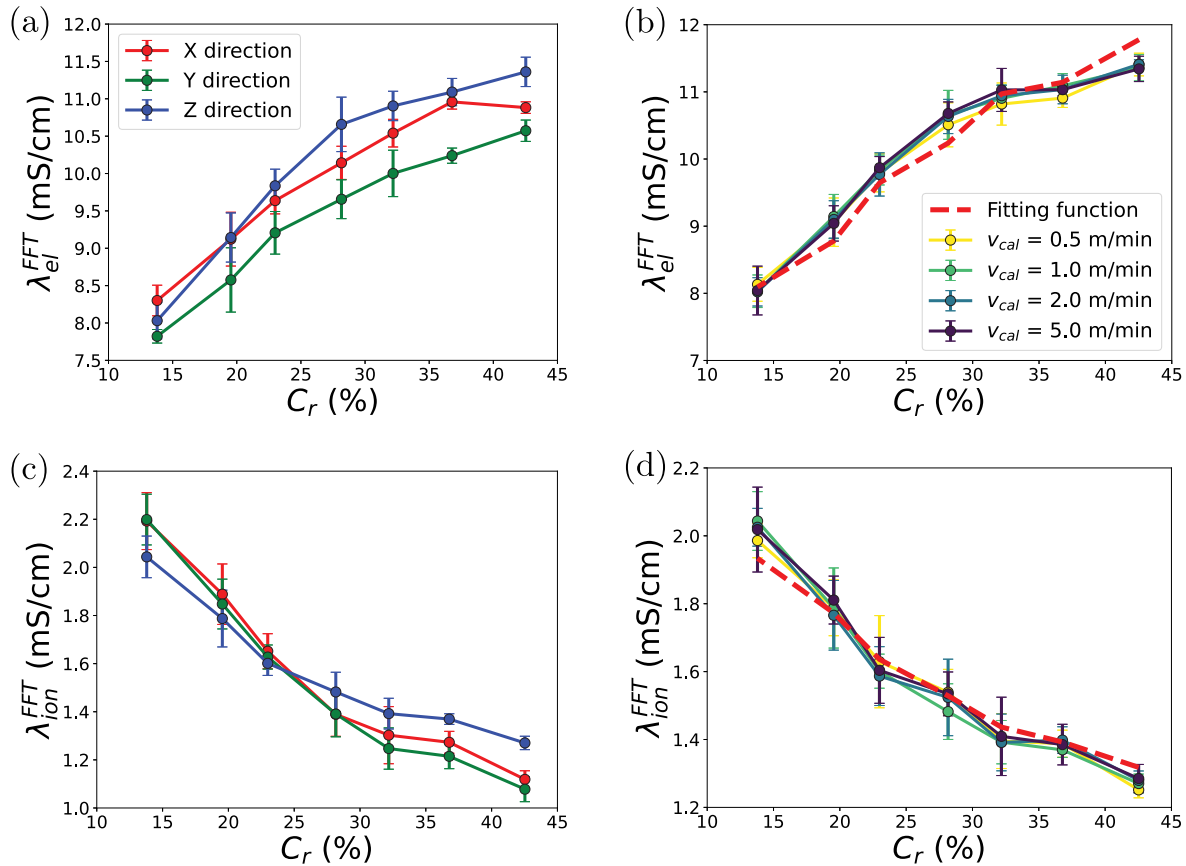 (a)
12.0
11.5
11.0
10.5
10.0
9.5
9.0
8.5
8.0
7.5
λ_el^FFT (mS/cm)
X direction
Y direction
Z direction
10 15 20 25 30 35 40 45
C_r (%)
(b)
12
11
10
9
8
7
λ_el^FFT (mS/cm)
Fitting function
v_cal = 0.5 m/min
v_cal = 1.0 m/min
v_cal = 2.0 m/min
v_cal = 5.0 m/min
10 15 20 25 30 35 40 45
C_r (%)
(c)
2.4
2.2
2.0
1.8
1.6
1.4
1.2
1.0
λ_ion^FFT (mS/cm)
10 15 20 25 30 35 40 45
C_r (%)
(d)
2.2
2.0
1.8
1.6
1.4
1.2
λ_ion^FFT (mS/cm)
10 15 20 25 30 35 40 45
C_r (%)